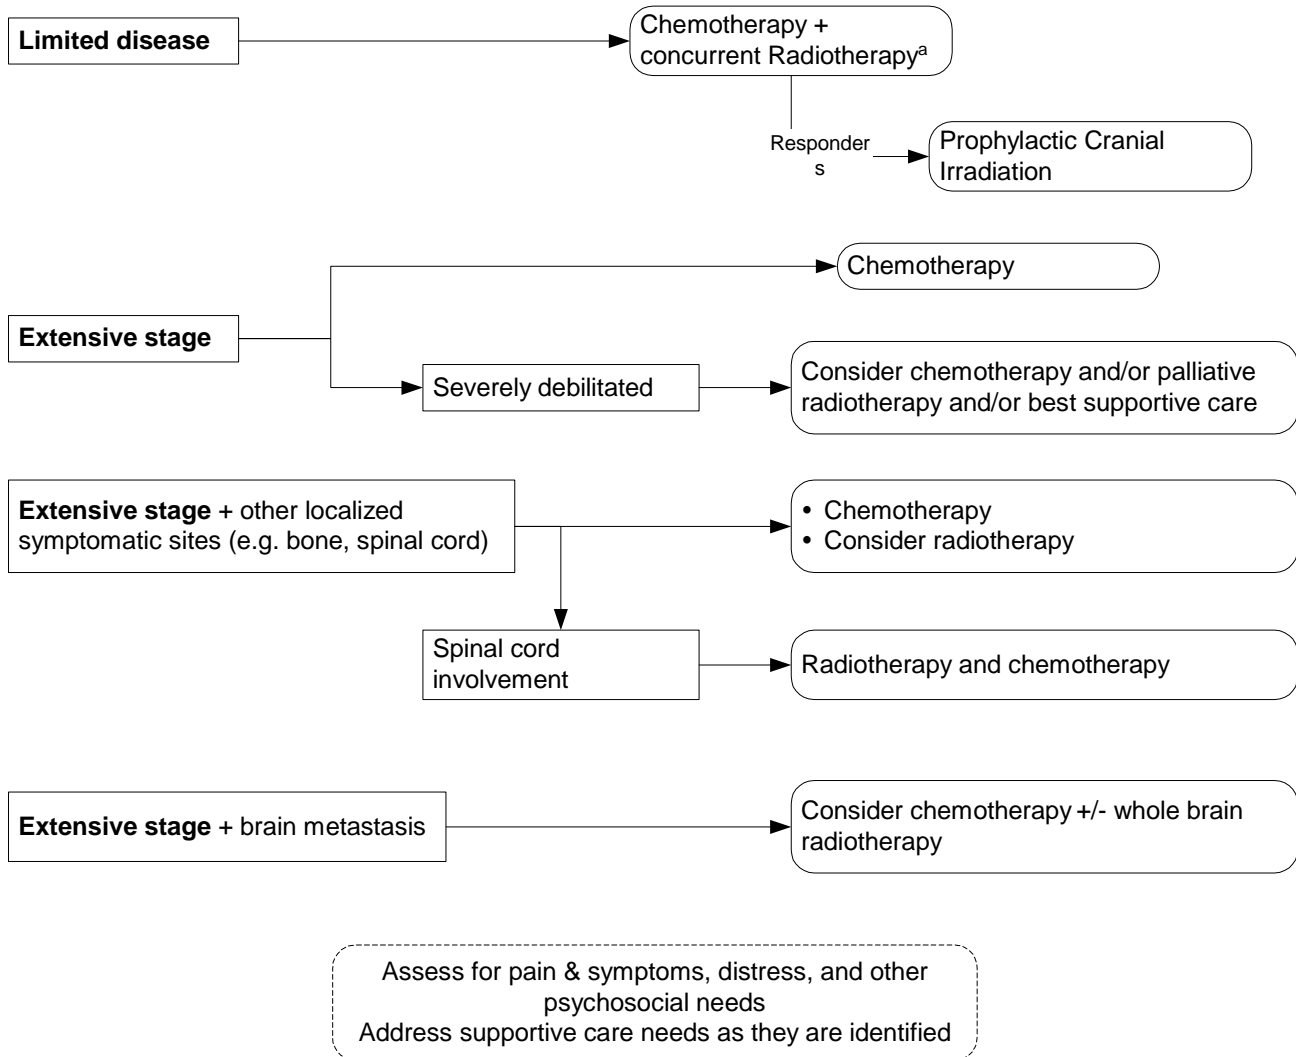 Limited disease
Chemotherapy +
concurrent Radiotherapyᵃ
Responder
s
Prophylactic Cranial
Irradiation
Chemotherapy
Extensive stage
Severely debilitated
Consider chemotherapy and/or palliative
radiotherapy and/or best supportive care
Extensive stage + other localized
symptomatic sites (e.g. bone, spinal cord)
• Chemotherapy
• Consider radiotherapy
Spinal cord
involvement
Radiotherapy and chemotherapy
Extensive stage + brain metastasis
Consider chemotherapy +/- whole brain
radiotherapy
Assess for pain & symptoms, distress, and other
psychosocial needs
Address supportive care needs as they are identified